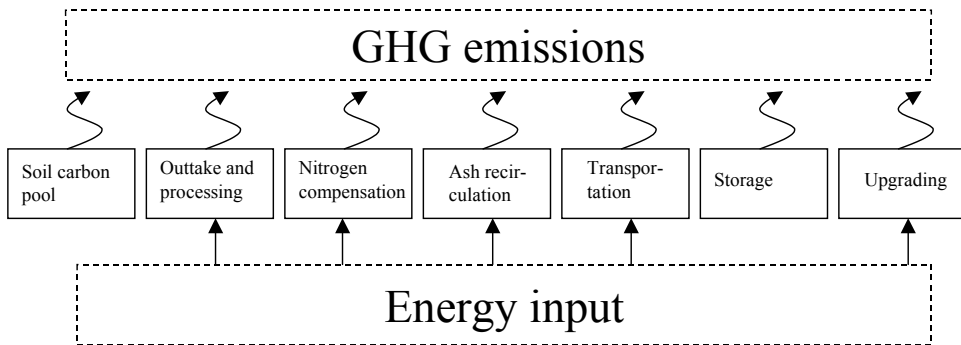 GHG emissions
Soil carbon
pool
Outtake and
processing
Nitrogen
compensation
Ash recir-
culation
Transpor-
tation
Storage
Upgrading
Energy input